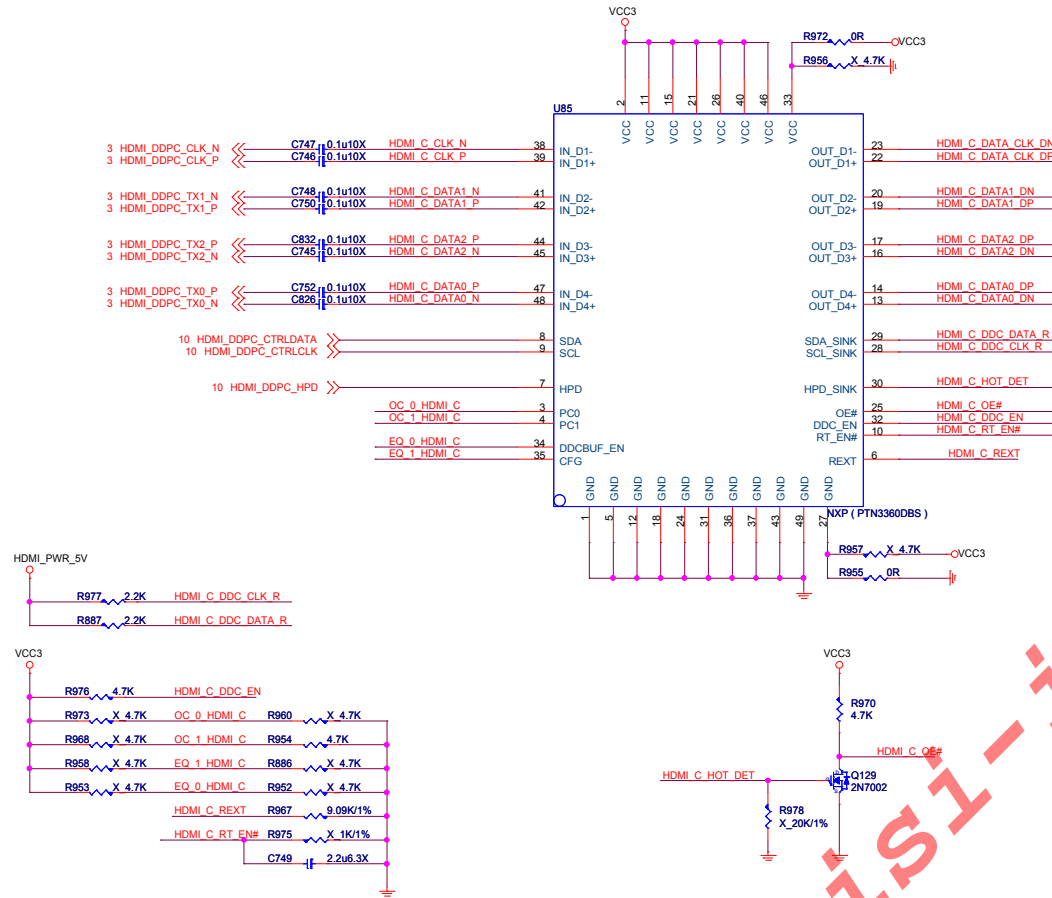 VCC3
R972 0R VCC3
R956 X_4.7K
2 11 15 21 26 40 46 33
U85
VCC VCC VCC VCC VCC VCC VCC VCC
3 HDMI_DDPC_CLK_N C747 0.1u10X HDMI_C_CLK_N 38 IN_D1- OUT_D1- 23 HDMI_C_DATA_CLK_DN
3 HDMI_DDPC_CLK_P C746 0.1u10X HDMI_C_CLK_P 39 IN_D1+ OUT_D1+ 22 HDMI_C_DATA_CLK_DP
3 HDMI_DDPC_TX1_N C748 0.1u10X HDMI_C_DATA1_N 41 IN_D2- OUT_D2- 20 HDMI_C_DATA1_DN
3 HDMI_DDPC_TX1_P C750 0.1u10X HDMI_C_DATA1_P 42 IN_D2+ OUT_D2+ 19 HDMI_C_DATA1_DP
3 HDMI_DDPC_TX2_P C832 0.1u10X HDMI_C_DATA2_P 44 IN_D3- OUT_D3- 17 HDMI_C_DATA2_DP
3 HDMI_DDPC_TX2_N C745 0.1u10X HDMI_C_DATA2_N 45 IN_D3+ OUT_D3+ 16 HDMI_C_DATA2_DN
3 HDMI_DDPC_TX0_P C752 0.1u10X HDMI_C_DATA0_P 47 IN_D4- OUT_D4- 14 HDMI_C_DATA0_DP
3 HDMI_DDPC_TX0_N C826 0.1u10X HDMI_C_DATA0_N 48 IN_D4+ OUT_D4+ 13 HDMI_C_DATA0_DN
10 HDMI_DDPC_CTRLDATA 8 SDA SDA_SINK 29 HDMI_C_DDC_DATA_R
10 HDMI_DDPC_CTRLCLK 9 SCL SCL_SINK 28 HDMI_C_DDC_CLK_R
10 HDMI_DDPC_HPD 7 HPD HPD_SINK 30 HDMI_C_HOT_DET
OC_0_HDMI_C 3 PC0 OE# 25 HDMI_C_OE#
OC_1_HDMI_C 4 PC1 DDC_EN 32 HDMI_C_DDC_EN
RT_EN# 10 HDMI_C_RT_EN#
EQ_0_HDMI_C 34 DDCBUF_EN
EQ_1_HDMI_C 35 CFG REXT 6 HDMI_C_REXT
GND GND GND GND GND GND GND GND GND GND
1 5 12 18 24 31 36 37 43 49 27
NXP ( PTN3360DBS )
R957 X_4.7K VCC3
R955 0R
HDMI_PWR_5V
R977 2.2K HDMI_C_DDC_CLK_R
R887 2.2K HDMI_C_DDC_DATA_R
VCC3
R976 4.7K HDMI_C_DDC_EN
R973 X_4.7K OC_0_HDMI_C R960 X_4.7K
R968 X_4.7K OC_1_HDMI_C R954 4.7K
R958 X_4.7K EQ_1_HDMI_C R886 X_4.7K
R953 X_4.7K EQ_0_HDMI_C R952 X_4.7K
HDMI_C_REXT R967 9.09K/1%
HDMI_C_RT_EN# R975 X_1K/1%
C749 2.2u6.3X
VCC3
R970
4.7K
HDMI_C_OE#
HDMI_C_HOT_DET
Q129
2N7002
R978
X_20K/1%
isi-